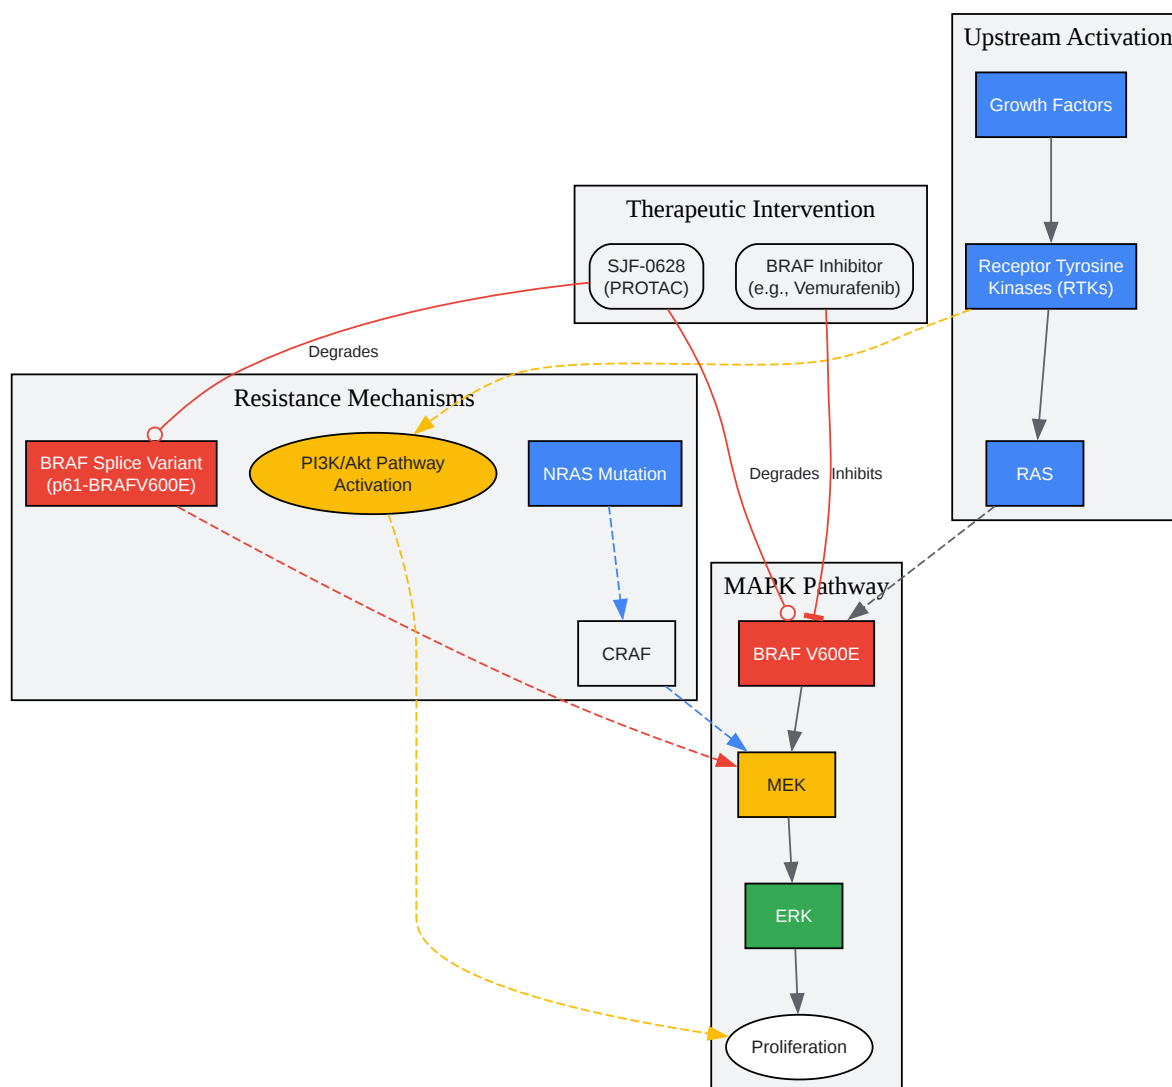 Upstream Activation
Growth Factors
Therapeutic Intervention
SJF-0628
(PROTAC)
BRAF Inhibitor
(e.g., Vemurafenib)
Receptor Tyrosine
Kinases (RTKs)
Degrades
Resistance Mechanisms
BRAF Splice Variant
(p61-BRAFV600E)
PI3K/Akt Pathway
Activation
NRAS Mutation
Degrades
Inhibits
RAS
MAPK Pathway
CRAF
BRAF V600E
MEK
ERK
Proliferation